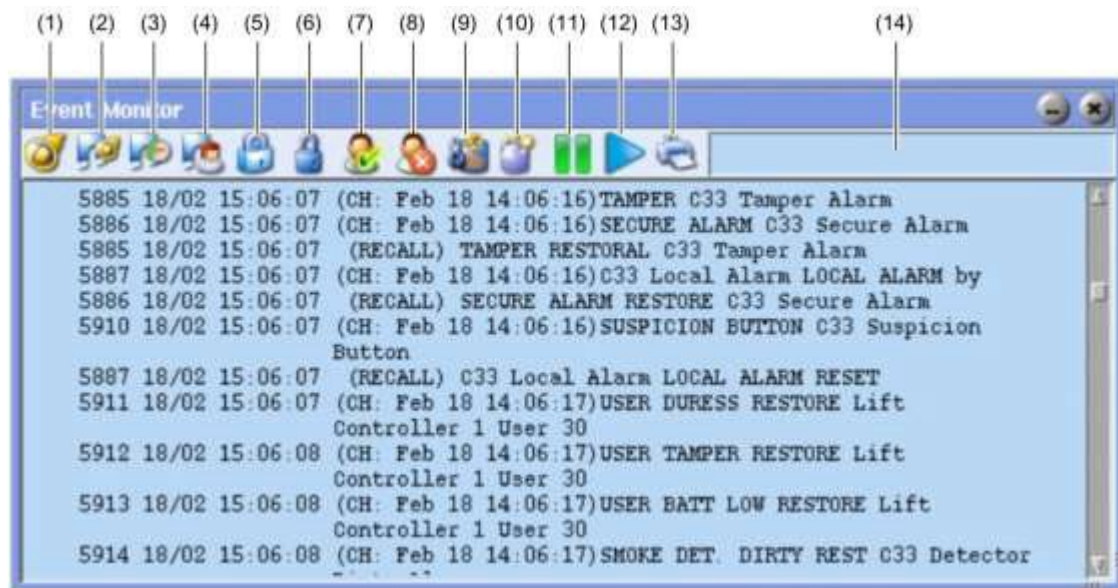 (1) (2) (3) (4) (5) (6) (7) (8) (9) (10) (11) (12) (13) (14)
Event Monitor
5885 18/02 15:06:07 (CH: Feb 18 14:06:16)TAMPER C33 Tamper Alarm
5886 18/02 15:06:07 (CH: Feb 18 14:06:16)SECURE ALARM C33 Secure Alarm
5885 18/02 15:06:07 (RECALL) TAMPER RESTORAL C33 Tamper Alarm
5887 18/02 15:06:07 (CH: Feb 18 14:06:16)C33 Local Alarm LOCAL ALARM by
5886 18/02 15:06:07 (RECALL) SECURE ALARM RESTORE C33 Secure Alarm
5910 18/02 15:06:07 (CH: Feb 18 14:06:16)SUSPICION BUTTON C33 Suspicion
Button
5887 18/02 15:06:07 (RECALL) C33 Local Alarm LOCAL ALARM RESET
5911 18/02 15:06:07 (CH: Feb 18 14:06:17)USER DURESS RESTORE Lift
Controller 1 User 30
5912 18/02 15:06:08 (CH: Feb 18 14:06:17)USER TAMPER RESTORE Lift
Controller 1 User 30
5913 18/02 15:06:08 (CH: Feb 18 14:06:17)USER BATT LOW RESTORE Lift
Controller 1 User 30
5914 18/02 15:06:08 (CH: Feb 18 14:06:17)SMOKE DET. DIRTY REST C33 Detector